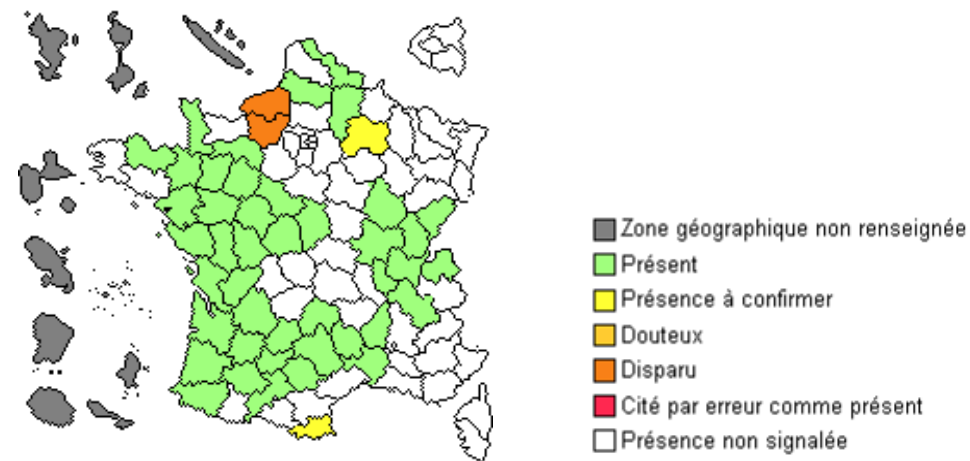 Zone géographique non renseignée
Présent
Présence à confirmer
Douteux
Disparu
Cité par erreur comme présent
Présence non signalée